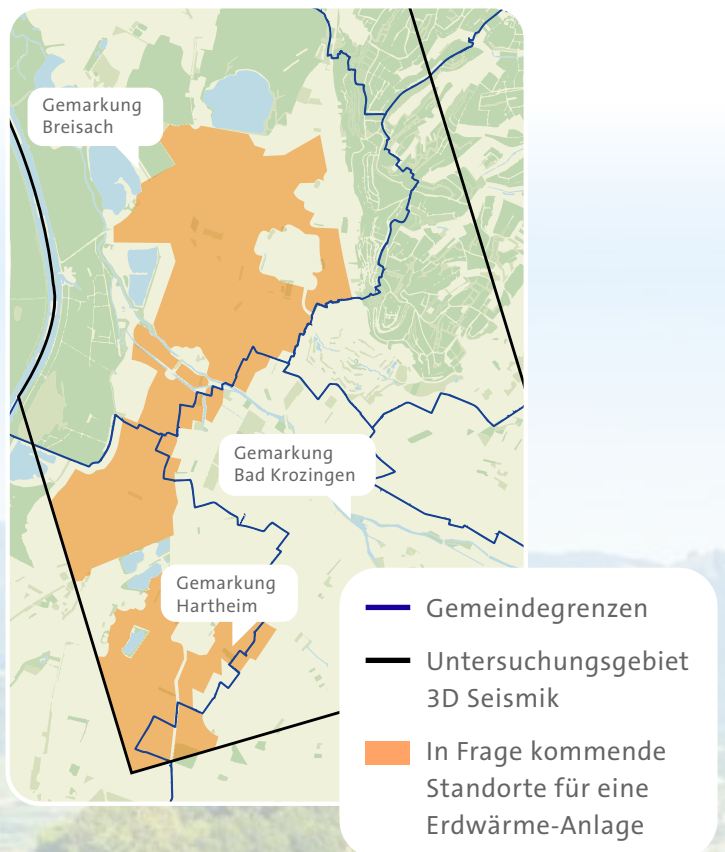 Gemarkung
Breisach
Gemarkung
Bad Krozingen
Gemarkung
Hartheim
Gemeindegrenzen
Untersuchungsgebiet
3D Seismik
In Frage kommende
Standorte für eine
Erdwärme-Anlage